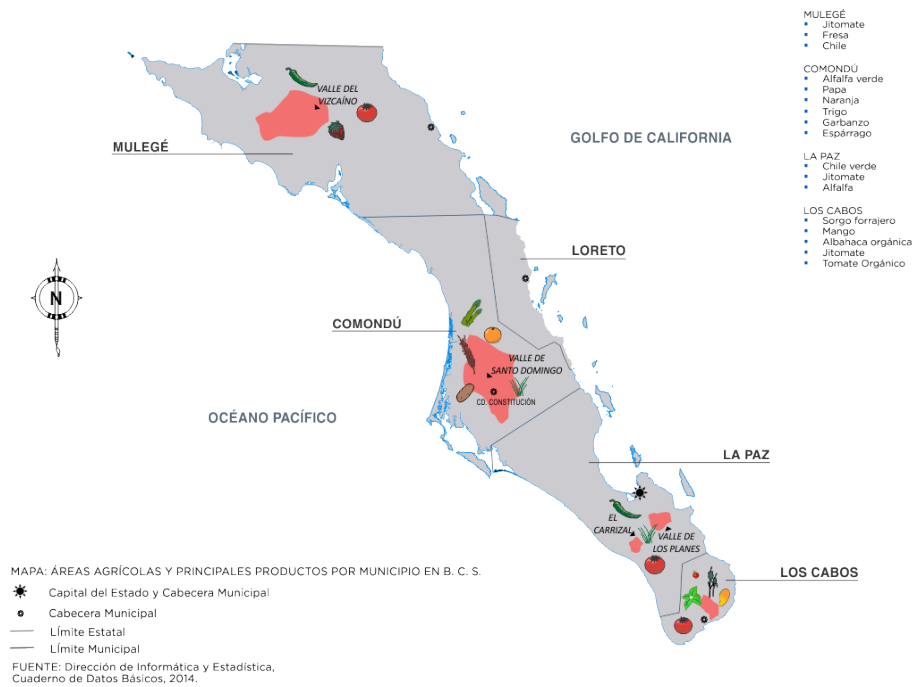 MULEGÉ
Jitomate
Fresa
Chile
COMONDÚ
Alfalfa verde
Papa
Naranja
Trigo
Garbanzo
Espárrago
LA PAZ
Chile verde
Jitomate
Alfalfa
LOS CABOS
Sorgo forrajero
Mango
Albahaca orgánica
Jitomate
Tomate Orgánico
VALLE DEL
VIZCAÍNO
GOLFO DE CALIFORNIA
MULEGÉ
LORETO
N
COMONDÚ
VALLE DE
SANTO DOMINGO
CD. CONSTITUCIÓN
OCÉANO PACÍFICO
LA PAZ
EL
CARRIZAL
VALLE DE
LOS PLANES
LOS CABOS
MAPA: ÁREAS AGRÍCOLAS Y PRINCIPALES PRODUCTOS POR MUNICIPIO EN B. C. S.
Capital del Estado y Cabecera Municipal
Cabecera Municipal
LÍmite Estatal
LÍmite Municipal
FUENTE: Dirección de Informática y Estadística,
Cuaderno de Datos Básicos, 2014.